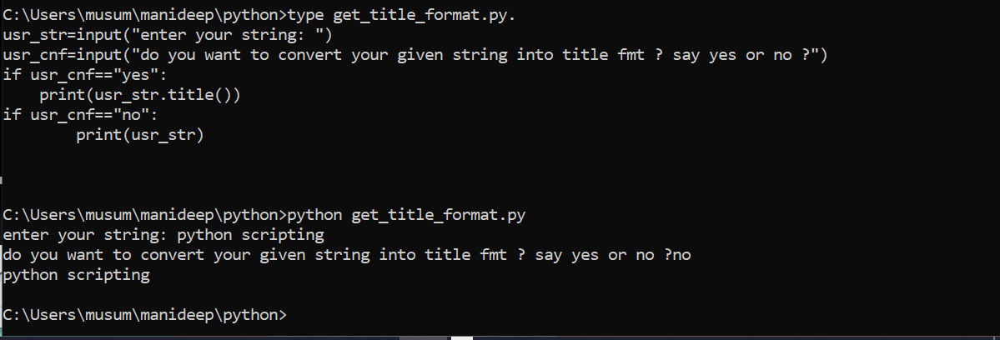 C:\Users\musum\manideep\python>type get_title_format.py.
usr_str=input("enter your string: ")
usr_cnf=input("do you want to convert your given string into title fmt ? say yes or no ?")
if usr_cnf=="yes":
    print(usr_str.title())
if usr_cnf=="no":
        print(usr_str)
C:\Users\musum\manideep\python>python get_title_format.py
enter your string: python scripting
do you want to convert your given string into title fmt ? say yes or no ?no
python scripting
C:\Users\musum\manideep\python>